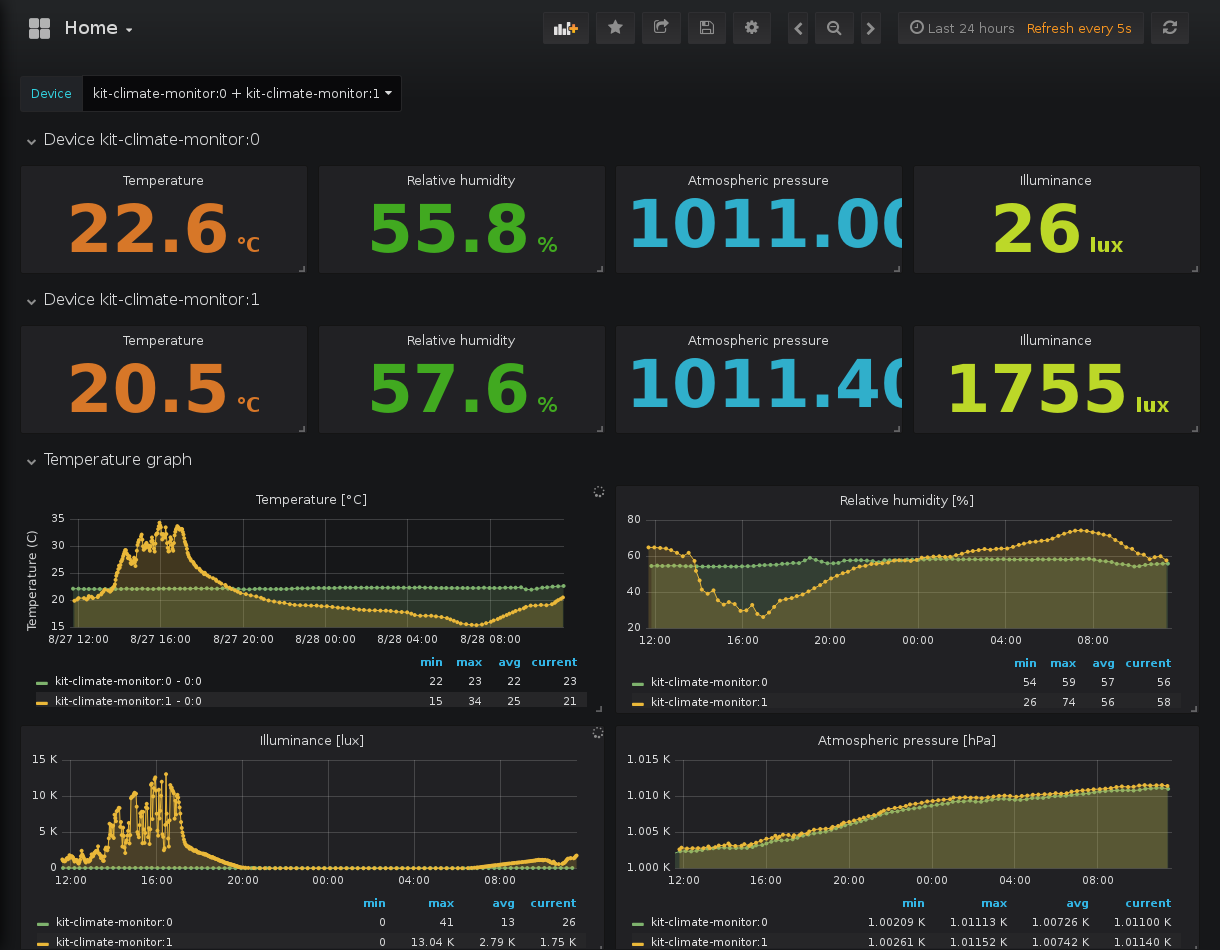 Home
Last 24 hours Refresh every 5s
Device kit-climate-monitor:0 + kit-climate-monitor:1
Device kit-climate-monitor:0
Temperature Relative humidity Atmospheric pressure Illuminance
22.6 °C 55.8 % 1011.00 26 lux
Device kit-climate-monitor:1
Temperature Relative humidity Atmospheric pressure Illuminance
20.5 °C 57.6 % 1011.40 1755 lux
Temperature graph
Temperature [°C]
Temperature (C)
35
30
25
20
15
8/27 12:00 8/27 16:00 8/27 20:00 8/28 00:00 8/28 04:00 8/28 08:00
min max avg current
kit-climate-monitor:0 - 0:0 22 23 22 23
kit-climate-monitor:1 - 0:0 15 34 25 21
Relative humidity [%]
80
60
40
20
12:00 16:00 20:00 00:00 04:00 08:00
min max avg current
kit-climate-monitor:0 54 59 57 56
kit-climate-monitor:1 26 74 56 58
Illuminance [lux]
15 K
10 K
5 K
0
12:00 16:00 20:00 00:00 04:00 08:00
min max avg current
kit-climate-monitor:0 0 41 13 26
kit-climate-monitor:1 0 13.04 K 2.79 K 1.75 K
Atmospheric pressure [hPa]
1.015 K
1.010 K
1.005 K
1.000 K
12:00 16:00 20:00 00:00 04:00 08:00
min max avg current
kit-climate-monitor:0 1.00209 K 1.01113 K 1.00726 K 1.01100 K
kit-climate-monitor:1 1.00261 K 1.01152 K 1.00742 K 1.01140 K